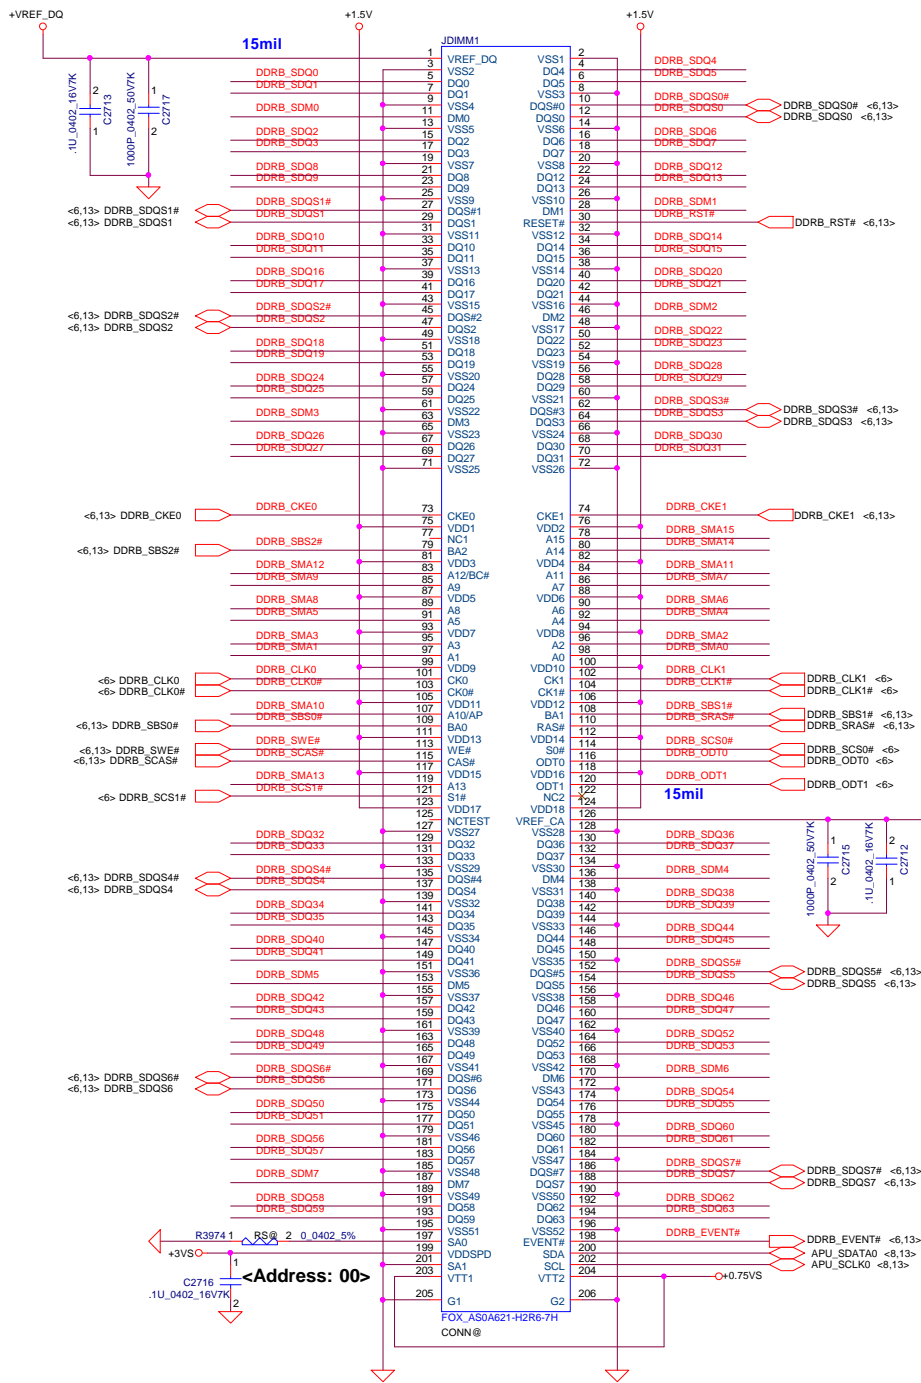 +VREF_DQ
+1.5V
+1.5V
15mil
JDIMM1
.1U_0402_16V7K
C2713
2
1
1000P_0402_50V7K
C2717
1
2
1 VREF_DQ VSS1 2
3 VSS2 DQ4 4 DDRB_SDQ4
DDRB_SDQ0 5 DQ0 DQ5 6 DDRB_SDQ5
DDRB_SDQ1 7 DQ1 VSS3 8
9 VSS4 DQS#0 10 DDRB_SDQS0# DDRB_SDQS0# <6,13>
DDRB_SDM0 11 DM0 DQS0 12 DDRB_SDQS0 DDRB_SDQS0 <6,13>
13 VSS5 VSS6 14
DDRB_SDQ2 15 DQ2 DQ6 16 DDRB_SDQ6
DDRB_SDQ3 17 DQ3 DQ7 18 DDRB_SDQ7
19 VSS7 VSS8 20
DDRB_SDQ8 21 DQ8 DQ12 22 DDRB_SDQ12
DDRB_SDQ9 23 DQ9 DQ13 24 DDRB_SDQ13
25 VSS9 VSS10 26
<6,13> DDRB_SDQS1# DDRB_SDQS1# 27 DQS#1 DM1 28 DDRB_SDM1
<6,13> DDRB_SDQS1 DDRB_SDQS1 29 DQS1 RESET# 30 DDRB_RST# DDRB_RST# <6,13>
31 VSS11 VSS12 32
DDRB_SDQ10 33 DQ10 DQ14 34 DDRB_SDQ14
DDRB_SDQ11 35 DQ11 DQ15 36 DDRB_SDQ15
37 VSS13 VSS14 38
DDRB_SDQ16 39 DQ16 DQ20 40 DDRB_SDQ20
DDRB_SDQ17 41 DQ17 DQ21 42 DDRB_SDQ21
43 VSS15 VSS16 44
<6,13> DDRB_SDQS2# DDRB_SDQS2# 45 DQS#2 DM2 46 DDRB_SDM2
<6,13> DDRB_SDQS2 DDRB_SDQS2 47 DQS2 VSS17 48
49 VSS18 DQ22 50 DDRB_SDQ22
DDRB_SDQ18 51 DQ18 DQ23 52 DDRB_SDQ23
DDRB_SDQ19 53 DQ19 VSS19 54
55 VSS20 DQ28 56 DDRB_SDQ28
DDRB_SDQ24 57 DQ24 DQ29 58 DDRB_SDQ29
DDRB_SDQ25 59 DQ25 VSS21 60
61 VSS22 DQS#3 62 DDRB_SDQS3# DDRB_SDQS3# <6,13>
DDRB_SDM3 63 DM3 DQS3 64 DDRB_SDQS3 DDRB_SDQS3 <6,13>
65 VSS23 VSS24 66
DDRB_SDQ26 67 DQ26 DQ30 68 DDRB_SDQ30
DDRB_SDQ27 69 DQ27 DQ31 70 DDRB_SDQ31
71 VSS25 VSS26 72
<6,13> DDRB_CKE0 DDRB_CKE0 73 CKE0 CKE1 74 DDRB_CKE1 DDRB_CKE1 <6,13>
75 VDD1 VDD2 76
77 NC1 A15 78 DDRB_SMA15
<6,13> DDRB_SBS2# DDRB_SBS2# 79 BA2 A14 80 DDRB_SMA14
81 VDD3 VDD4 82
DDRB_SMA12 83 A12/BC# A11 84 DDRB_SMA11
DDRB_SMA9 85 A9 A7 86 DDRB_SMA7
87 VDD5 VDD6 88
DDRB_SMA8 89 A8 A6 90 DDRB_SMA6
DDRB_SMA5 91 A5 A4 92 DDRB_SMA4
93 VDD7 VDD8 94
DDRB_SMA3 95 A3 A2 96 DDRB_SMA2
DDRB_SMA1 97 A1 A0 98 DDRB_SMA0
99 VDD9 VDD10 100
<6> DDRB_CLK0 DDRB_CLK0 101 CK0 CK1 102 DDRB_CLK1 DDRB_CLK1 <6>
<6> DDRB_CLK0# DDRB_CLK0# 103 CK0# CK1# 104 DDRB_CLK1# DDRB_CLK1# <6>
105 VDD11 VDD12 106
DDRB_SMA10 107 A10/AP BA1 108 DDRB_SBS1# DDRB_SBS1# <6,13>
<6,13> DDRB_SBS0# DDRB_SBS0# 109 BA0 RAS# 110 DDRB_SRAS# DDRB_SRAS# <6,13>
111 VDD13 VDD14 112
<6,13> DDRB_SWE# DDRB_SWE# 113 WE# S0# 114 DDRB_SCS0# DDRB_SCS0# <6>
<6,13> DDRB_SCAS# DDRB_SCAS# 115 CAS# ODT0 116 DDRB_ODT0 DDRB_ODT0 <6>
117 VDD15 VDD16 118
DDRB_SMA13 119 A13 ODT1 120 DDRB_ODT1 DDRB_ODT1 <6>
<6> DDRB_SCS1# DDRB_SCS1# 121 S1# NC2 122
15mil
123 VDD17 VDD18 124
125 NCTEST VREF_CA 126
127 VSS27 VSS28 128
DDRB_SDQ32 129 DQ32 DQ36 130 DDRB_SDQ36
DDRB_SDQ33 131 DQ33 DQ37 132 DDRB_SDQ37
1000P_0402_50V7K
C2715
1
2
.1U_0402_16V7K
C2712
2
1
133 VSS29 VSS30 134
<6,13> DDRB_SDQS4# DDRB_SDQS4# 135 DQS#4 DM4 136 DDRB_SDM4
<6,13> DDRB_SDQS4 DDRB_SDQS4 137 DQS4 VSS31 138
139 VSS32 DQ38 140 DDRB_SDQ38
DDRB_SDQ34 141 DQ34 DQ39 142 DDRB_SDQ39
DDRB_SDQ35 143 DQ35 VSS33 144
145 VSS34 DQ44 146 DDRB_SDQ44
DDRB_SDQ40 147 DQ40 DQ45 148 DDRB_SDQ45
DDRB_SDQ41 149 DQ41 VSS35 150
151 VSS36 DQS#5 152 DDRB_SDQS5# DDRB_SDQS5# <6,13>
DDRB_SDM5 153 DM5 DQS5 154 DDRB_SDQS5 DDRB_SDQS5 <6,13>
155 VSS37 VSS38 156
DDRB_SDQ42 157 DQ42 DQ46 158 DDRB_SDQ46
DDRB_SDQ43 159 DQ43 DQ47 160 DDRB_SDQ47
161 VSS39 VSS40 162
DDRB_SDQ48 163 DQ48 DQ52 164 DDRB_SDQ52
DDRB_SDQ49 165 DQ49 DQ53 166 DDRB_SDQ53
167 VSS41 VSS42 168
<6,13> DDRB_SDQS6# DDRB_SDQS6# 169 DQS#6 DM6 170 DDRB_SDM6
<6,13> DDRB_SDQS6 DDRB_SDQS6 171 DQS6 VSS43 172
173 VSS44 DQ54 174 DDRB_SDQ54
DDRB_SDQ50 175 DQ50 DQ55 176 DDRB_SDQ55
DDRB_SDQ51 177 DQ51 VSS45 178
179 VSS46 DQ60 180 DDRB_SDQ60
DDRB_SDQ56 181 DQ56 DQ61 182 DDRB_SDQ61
DDRB_SDQ57 183 DQ57 VSS47 184
185 VSS48 DQS#7 186 DDRB_SDQS7# DDRB_SDQS7# <6,13>
DDRB_SDM7 187 DM7 DQS7 188 DDRB_SDQS7 DDRB_SDQS7 <6,13>
189 VSS49 VSS50 190
DDRB_SDQ58 191 DQ58 DQ62 192 DDRB_SDQ62
DDRB_SDQ59 193 DQ59 DQ63 194 DDRB_SDQ63
195 VSS51 VSS52 196
R3974 1 RS@ 2 0_0402_5% 197 SA0 EVENT# 198 DDRB_EVENT# DDRB_EVENT# <6,13>
+3VS 199 VDDSPD SDA 200 APU_SDATA0 <8,13>
201 SA1 SCL 202 APU_SCLK0 <8,13>
203 VTT1 VTT2 204 +0.75VS
1
C2716
.1U_0402_16V7K
2
<Address: 00>
205 G1 G2 206
FOX_AS0A621-H2R6-7H
CONN@